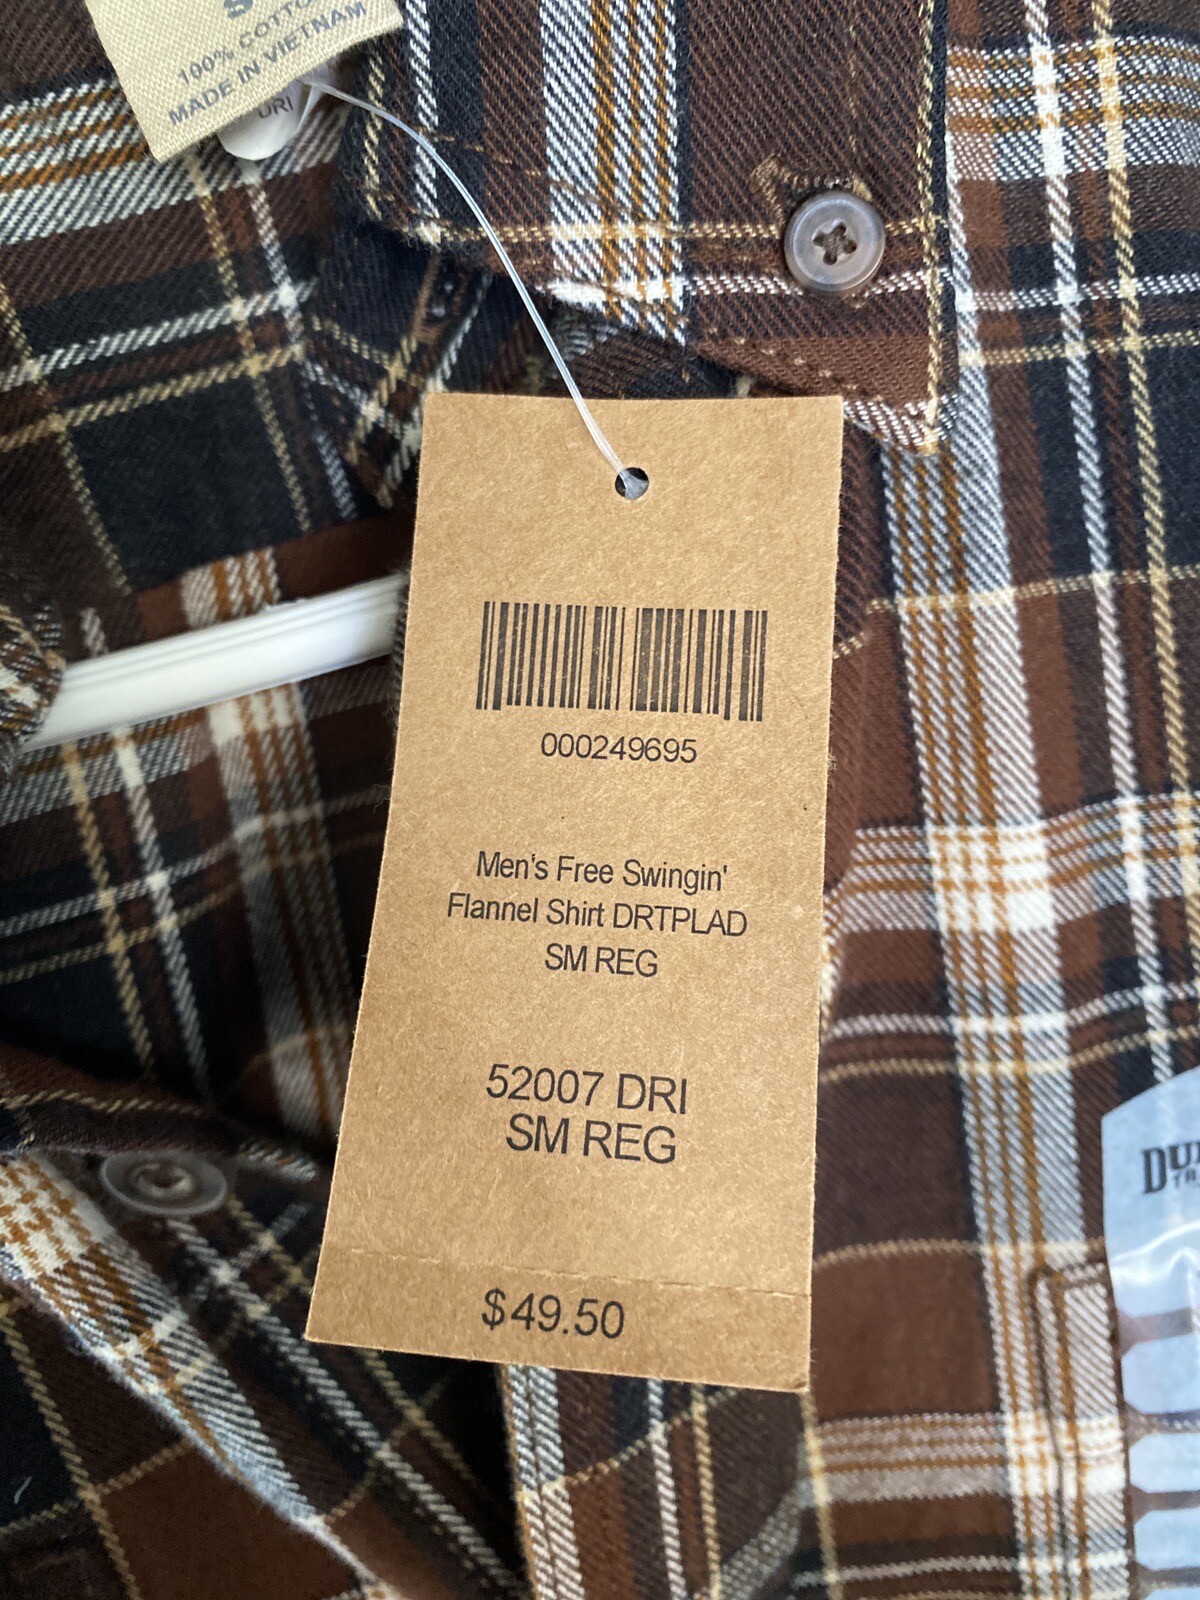 100% COTTON
MADE IN VIETNAM
DRI
000249695
Men's Free Swingin'
Flannel Shirt DRTPLAD
SM REG
52007 DRI
SM REG
$49.50